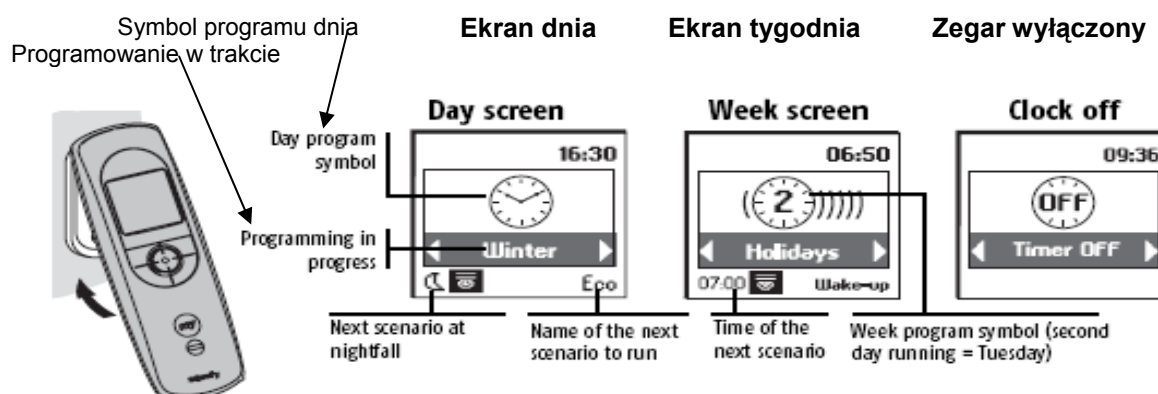 Symbol programu dnia
Programowanie w trakcie
Ekran dnia
Ekran tygodnia
Zegar wyłączony
Day screen
Week screen
Clock off
Day program
symbol
Programming in
progress
16:30
Winter
Eco
Next scenario at
nightfall
Name of the next
scenario to run
06:50
2
Holidays
07:00
Wake-up
Time of the
next scenario
Week program symbol (second
day running = Tuesday)
09:36
OFF
Timer OFF
somfy